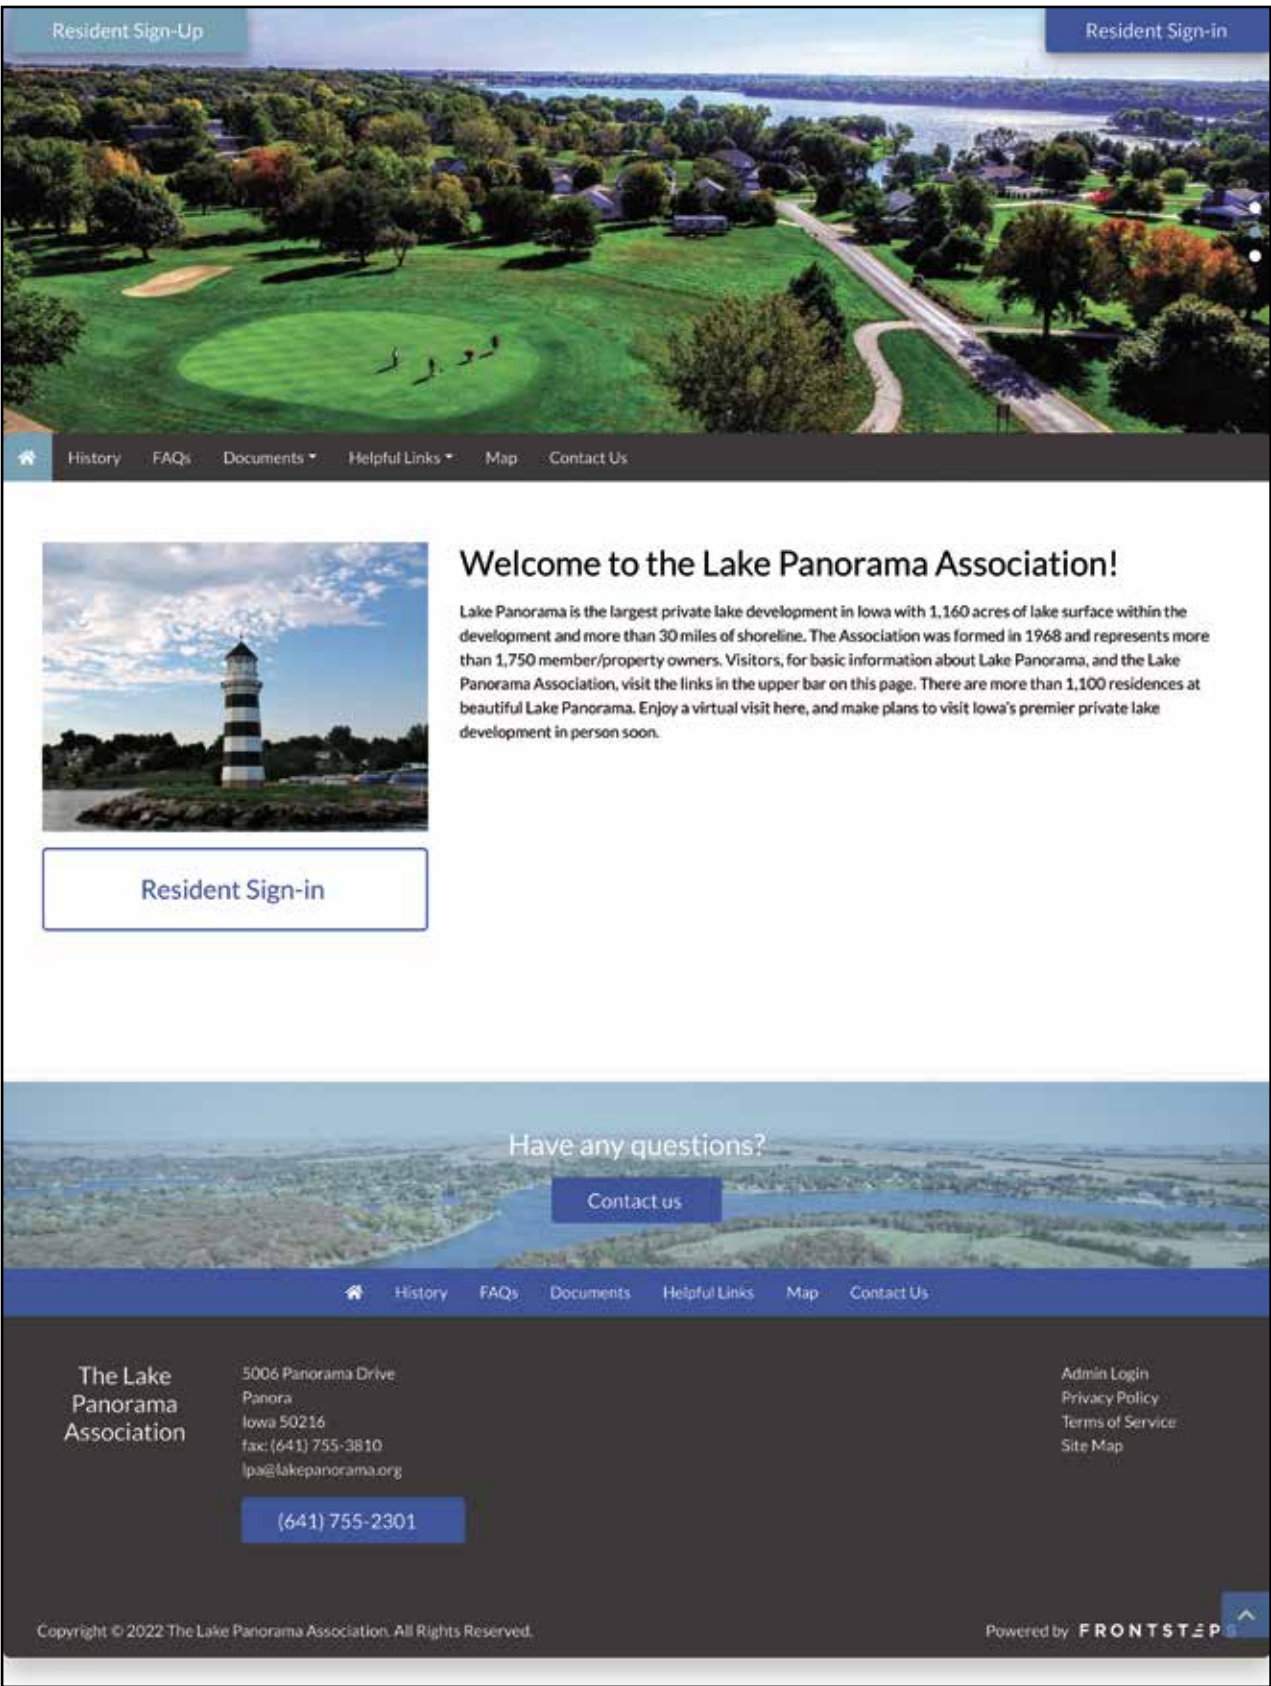 Resident Sign-Up
Resident Sign-in
History FAQs Documents Helpful Links Map Contact Us
Welcome to the Lake Panorama Association!
Lake Panorama is the largest private lake development in Iowa with 1,160 acres of lake surface within the
development and more than 30 miles of shoreline. The Association was formed in 1968 and represents more
than 1,750 member/property owners. Visitors, for basic information about Lake Panorama, and the Lake
Panorama Association, visit the links in the upper bar on this page. There are more than 1,100 residences at
beautiful Lake Panorama. Enjoy a virtual visit here, and make plans to visit Iowa's premier private lake
development in person soon.
Resident Sign-in
Have any questions?
Contact us
History FAQs Documents Helpful Links Map Contact Us
The Lake
Panorama
Association
5006 Panorama Drive
Panora
Iowa 50216
fax: (641) 755-3810
lpa@lakepanorama.org
(641) 755-2301
Admin Login
Privacy Policy
Terms of Service
Site Map
Copyright © 2022 The Lake Panorama Association. All Rights Reserved.
Powered by FRONTSTEPS